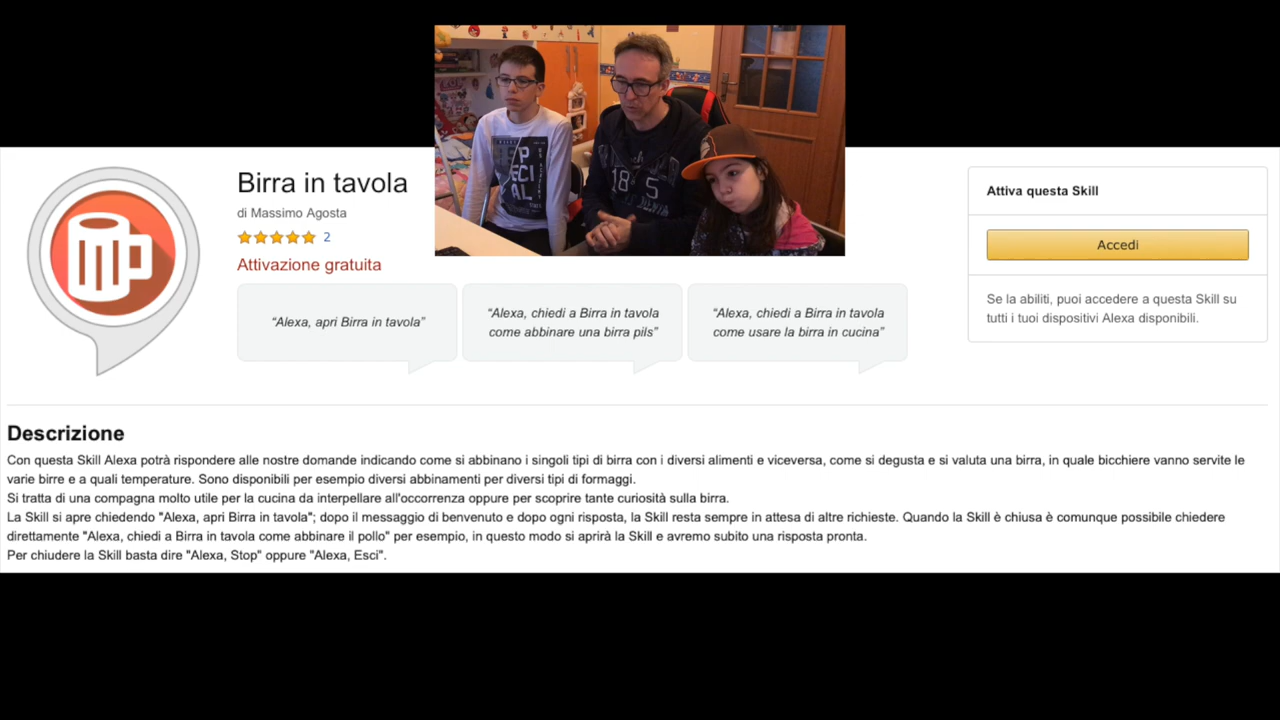 Birra in tavola
di Massimo Agosta
2
Attivazione gratuita
“Alexa, apri Birra in tavola”
“Alexa, chiedi a Birra in tavola
come abbinare una birra pils”
“Alexa, chiedi a Birra in tavola
come usare la birra in cucina”
Attiva questa Skill
Accedi
Se la abiliti, puoi accedere a questa Skill su
tutti i tuoi dispositivi Alexa disponibili.
Descrizione
Con questa Skill Alexa potrà rispondere alle nostre domande indicando come si abbinano i singoli tipi di birra con i diversi alimenti e viceversa, come si degusta e si valuta una birra, in quale bicchiere vanno servite le
varie birre e a quali temperature. Sono disponibili per esempio diversi abbinamenti per diversi tipi di formaggi.
Si tratta di una compagna molto utile per la cucina da interpellare all'occorrenza oppure per scoprire tante curiosità sulla birra.
La Skill si apre chiedendo "Alexa, apri Birra in tavola"; dopo il messaggio di benvenuto e dopo ogni risposta, la Skill resta sempre in attesa di altre richieste. Quando la Skill è chiusa è comunque possibile chiedere
direttamente "Alexa, chiedi a Birra in tavola come abbinare il pollo" per esempio, in questo modo si aprirà la Skill e avremo subito una risposta pronta.
Per chiudere la Skill basta dire "Alexa, Stop" oppure "Alexa, Esci".
PECIAL
18 5